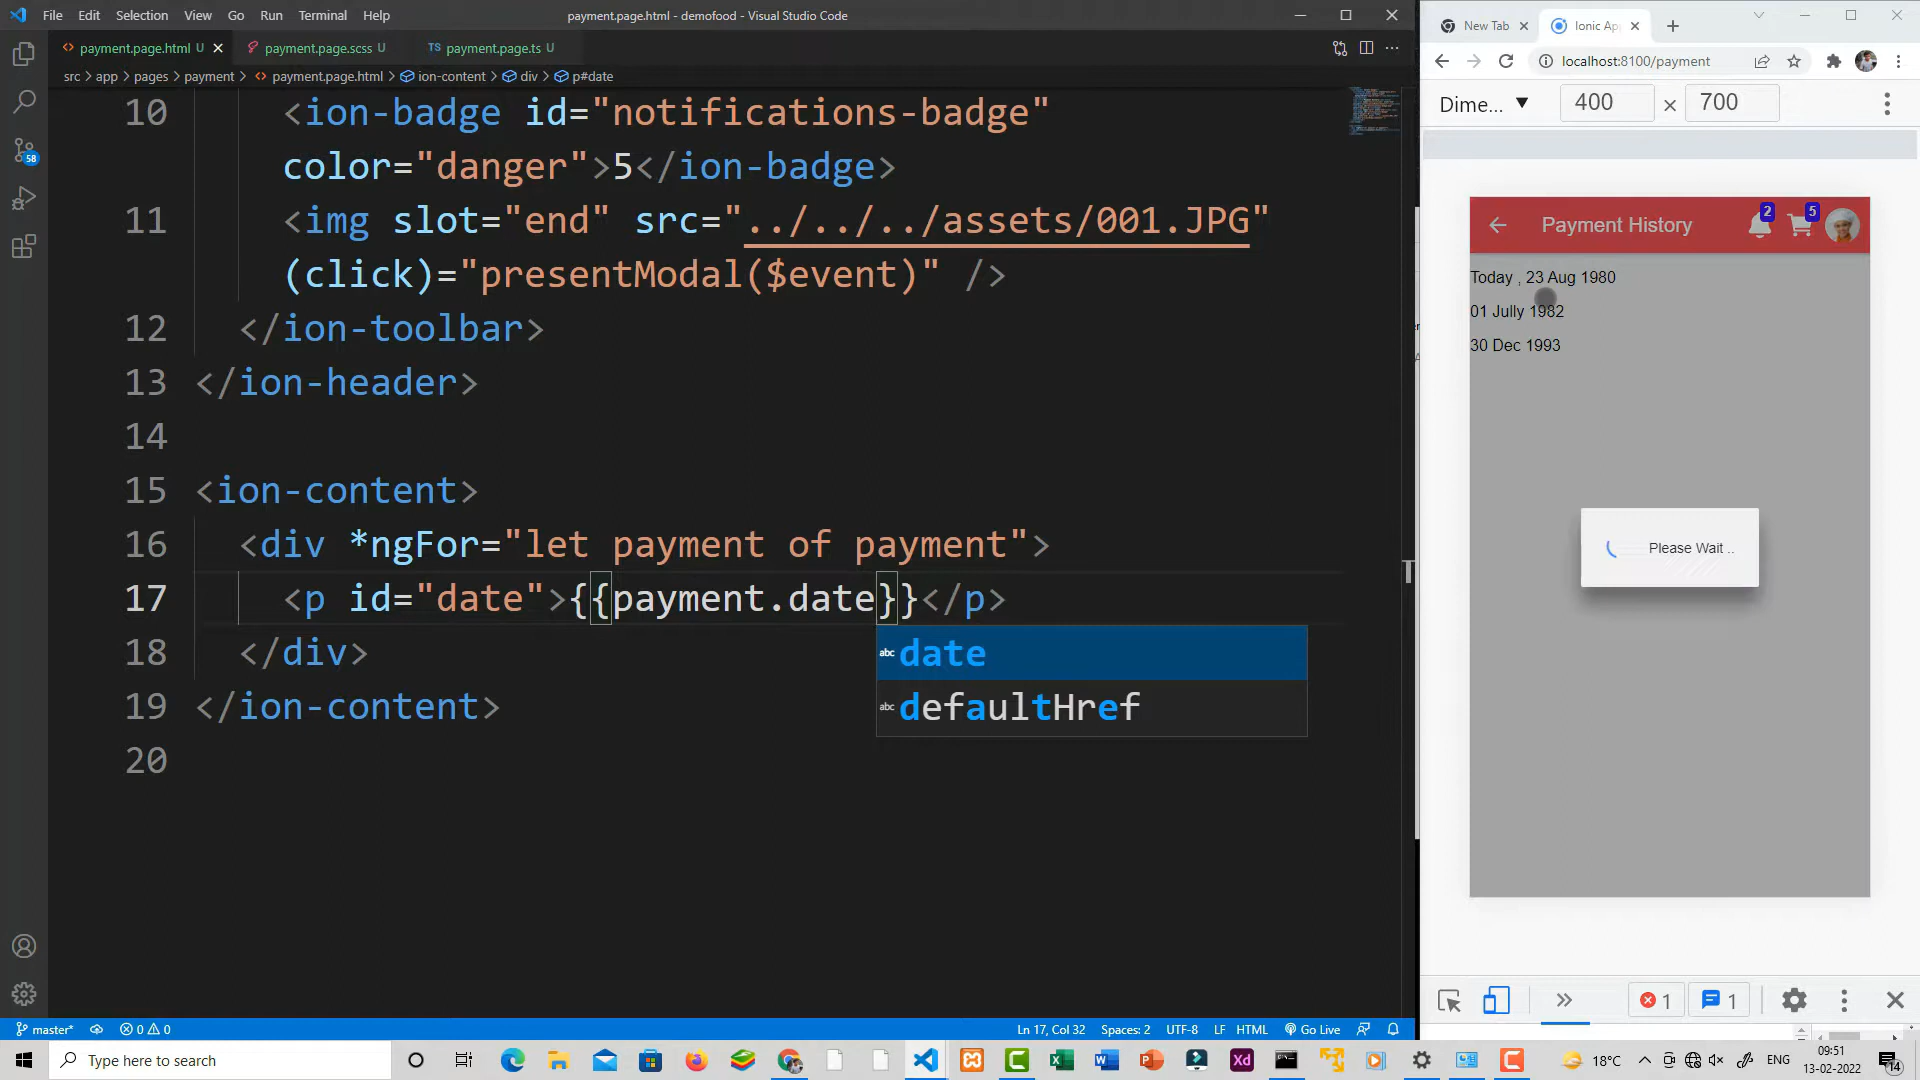 File Edit Selection View Go Run Terminal Help
payment.page.html - demofood - Visual Studio Code
payment.page.html U
payment.page.scss U
TS payment.page.ts U
src > app > pages > payment > payment.page.html > ion-content > div > p#date
10 <ion-badge id="notifications-badge"
color="danger">5</ion-badge>
11 <img slot="end" src="../../../assets/001.JPG"
(click)="presentModal($event)" />
12 </ion-toolbar>
13 </ion-header>
14
15 <ion-content>
16 <div *ngFor="let payment of payment">
17 <p id="date">{{payment.date}}</p>
abc date
abc defaultHref
18 </div>
19 </ion-content>
20
58
master*
0 0
Ln 17, Col 32 Spaces: 2 UTF-8 LF HTML Go Live
New Tab
Ionic Ap
localhost:8100/payment
Dime... 400 × 700
Payment History
2 5
Today , 23 Aug 1980
01 Jully 1982
30 Dec 1993
Please Wait ..
1 1
Type here to search
Xd
18°C
ENG
09:51
13-02-2022
14